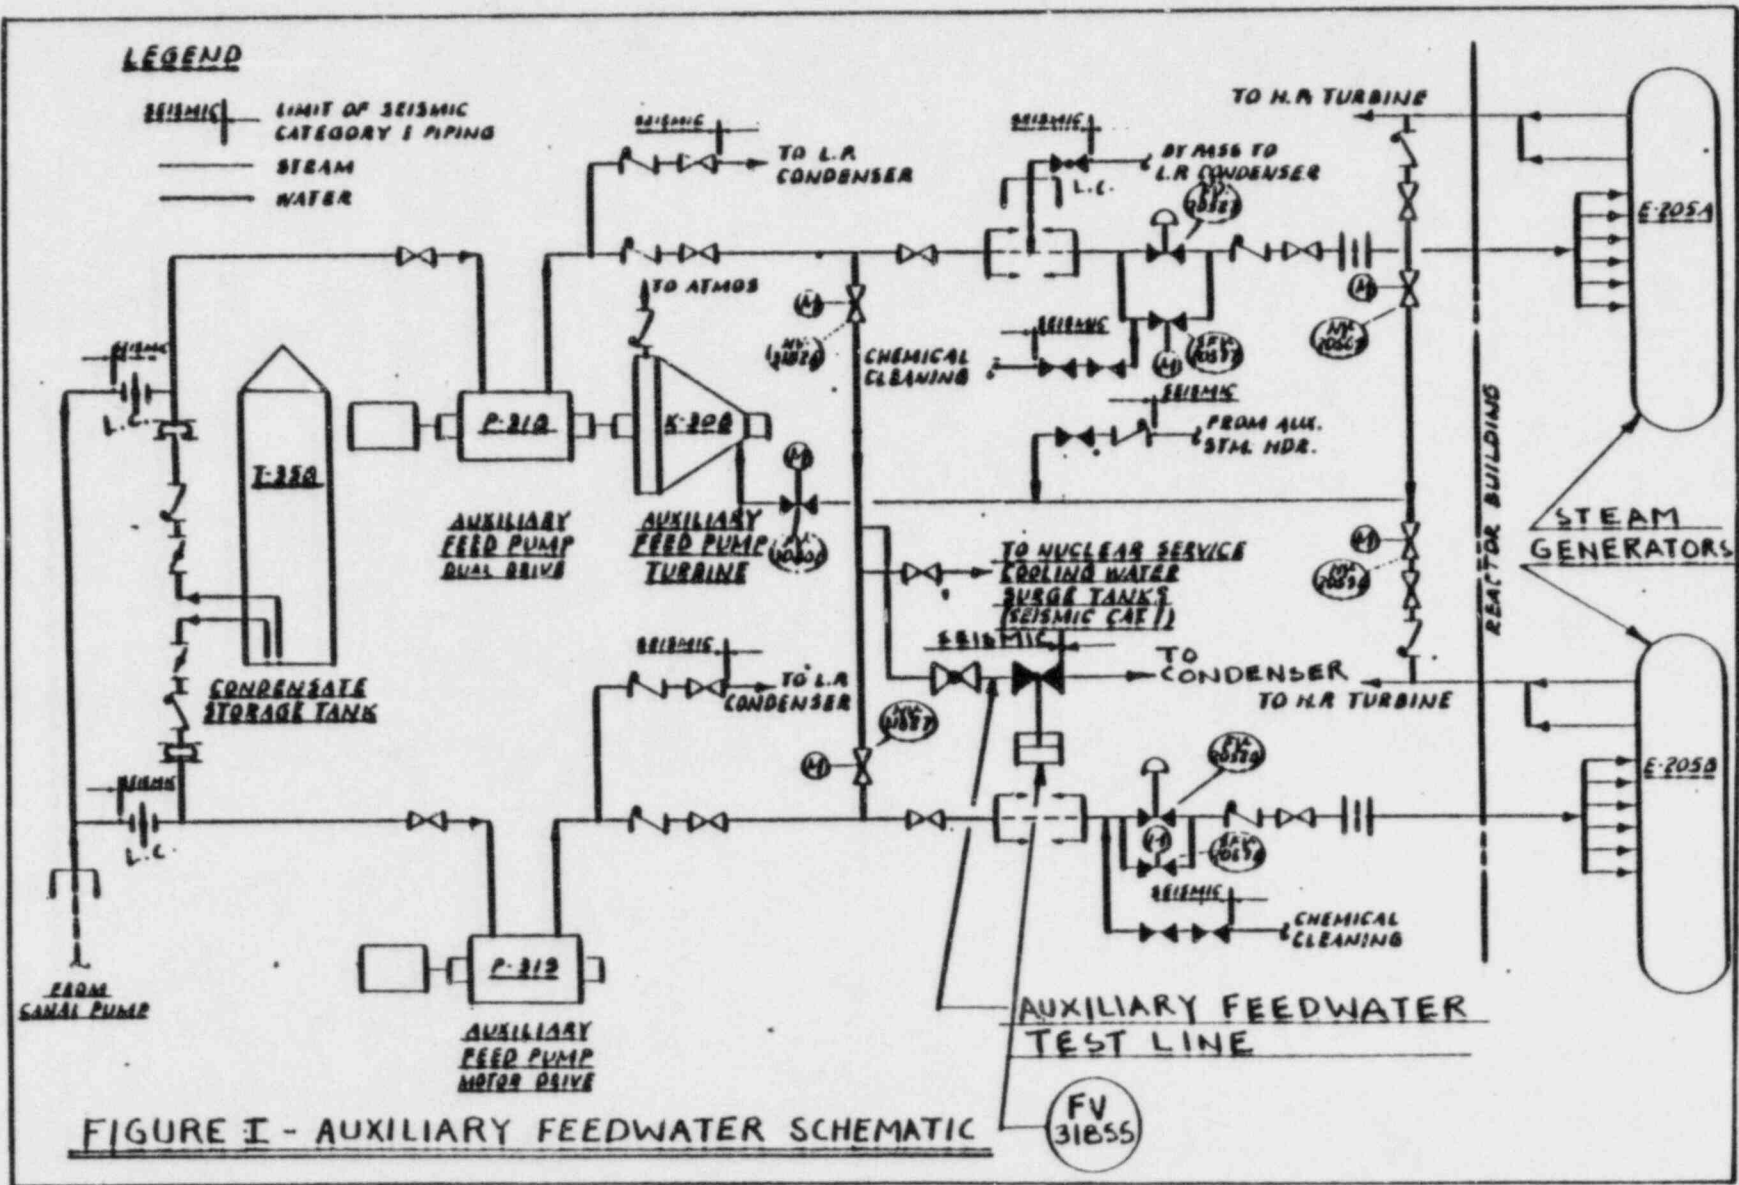 LEGEND
SEISMIC
LIMIT OF SEISMIC
CATEGORY I PIPING
STEAM
WATER
SEISMIC
TO L.P.
CONDENSER
SEISMIC
BYPASS TO
L.P. CONDENSER
L.C.
TO H.P. TURBINE
E-205A
TO ATMOS
M
M
SEISMIC
CHEMICAL
CLEANING
SEISMIC
M
SEISMIC
FROM AUX.
STM. HDR.
L.C.
P-318
K-308
M
AUXILIARY
FEED PUMP
DUAL DRIVE
AUXILIARY
FEED PUMP
TURBINE
TO NUCLEAR SERVICE
COOLING WATER
SURGE TANKS
(SEISMIC CAT 1)
M
REACTOR BUILDING
STEAM
GENERATORS
CONDENSATE
STORAGE TANK
SEISMIC
TO L.P.
CONDENSER
SEISMIC
TO
CONDENSER
TO H.P. TURBINE
M
E-205B
SEISMIC
L.C.
M
SEISMIC
CHEMICAL
CLEANING
P-319
FROM
CANAL PUMP
AUXILIARY
FEED PUMP
MOTOR DRIVE
AUXILIARY FEEDWATER
TEST LINE
FV
31855
FIGURE I - AUXILIARY FEEDWATER SCHEMATIC